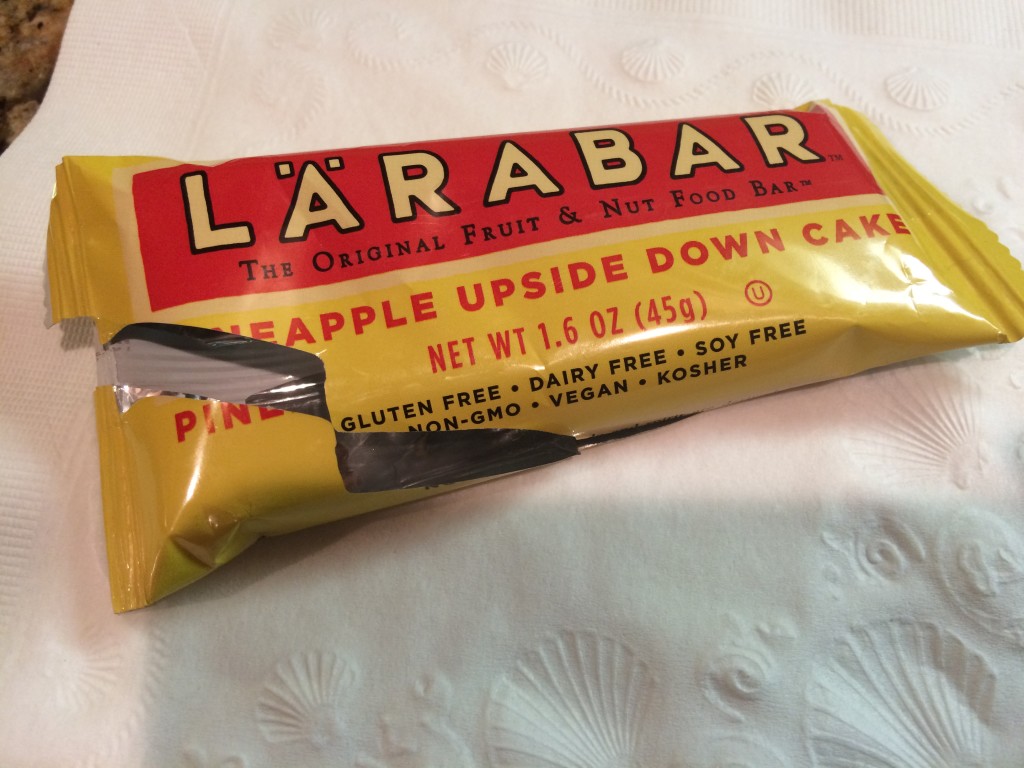 LÄRABAR™
THE ORIGINAL FRUIT & NUT FOOD BAR™
NEAPPLE UPSIDE DOWN CAKE
NET WT 1.6 OZ (45g) U
GLUTEN FREE • DAIRY FREE • SOY FREE
NON-GMO • VEGAN • KOSHER
PINE